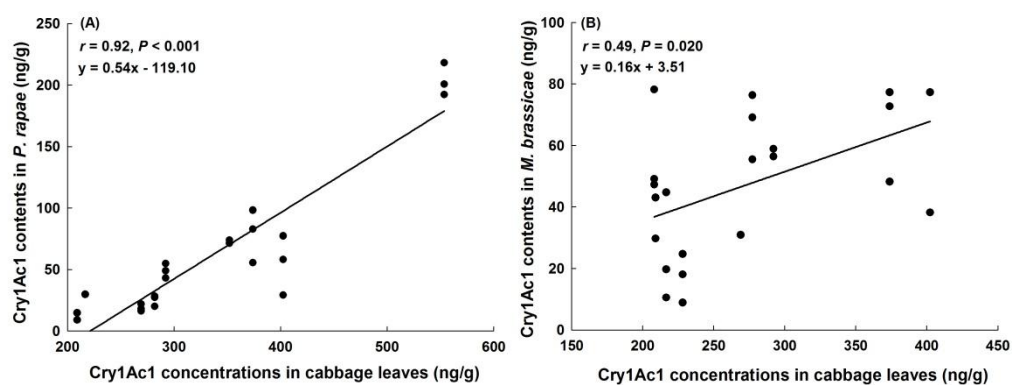 (A)
r = 0.92, P < 0.001
y = 0.54x - 119.10
Cry1Ac1 contents in P. rapae (ng/g)
250
200
150
100
50
0
200 300 400 500 600
Cry1Ac1 concentrations in cabbage leaves (ng/g)
(B)
r = 0.49, P = 0.020
y = 0.16x + 3.51
Cry1Ac1 contents in M. brassicae (ng/g)
100
80
60
40
20
0
150 200 250 300 350 400 450
Cry1Ac1 concentrations in cabbage leaves (ng/g)